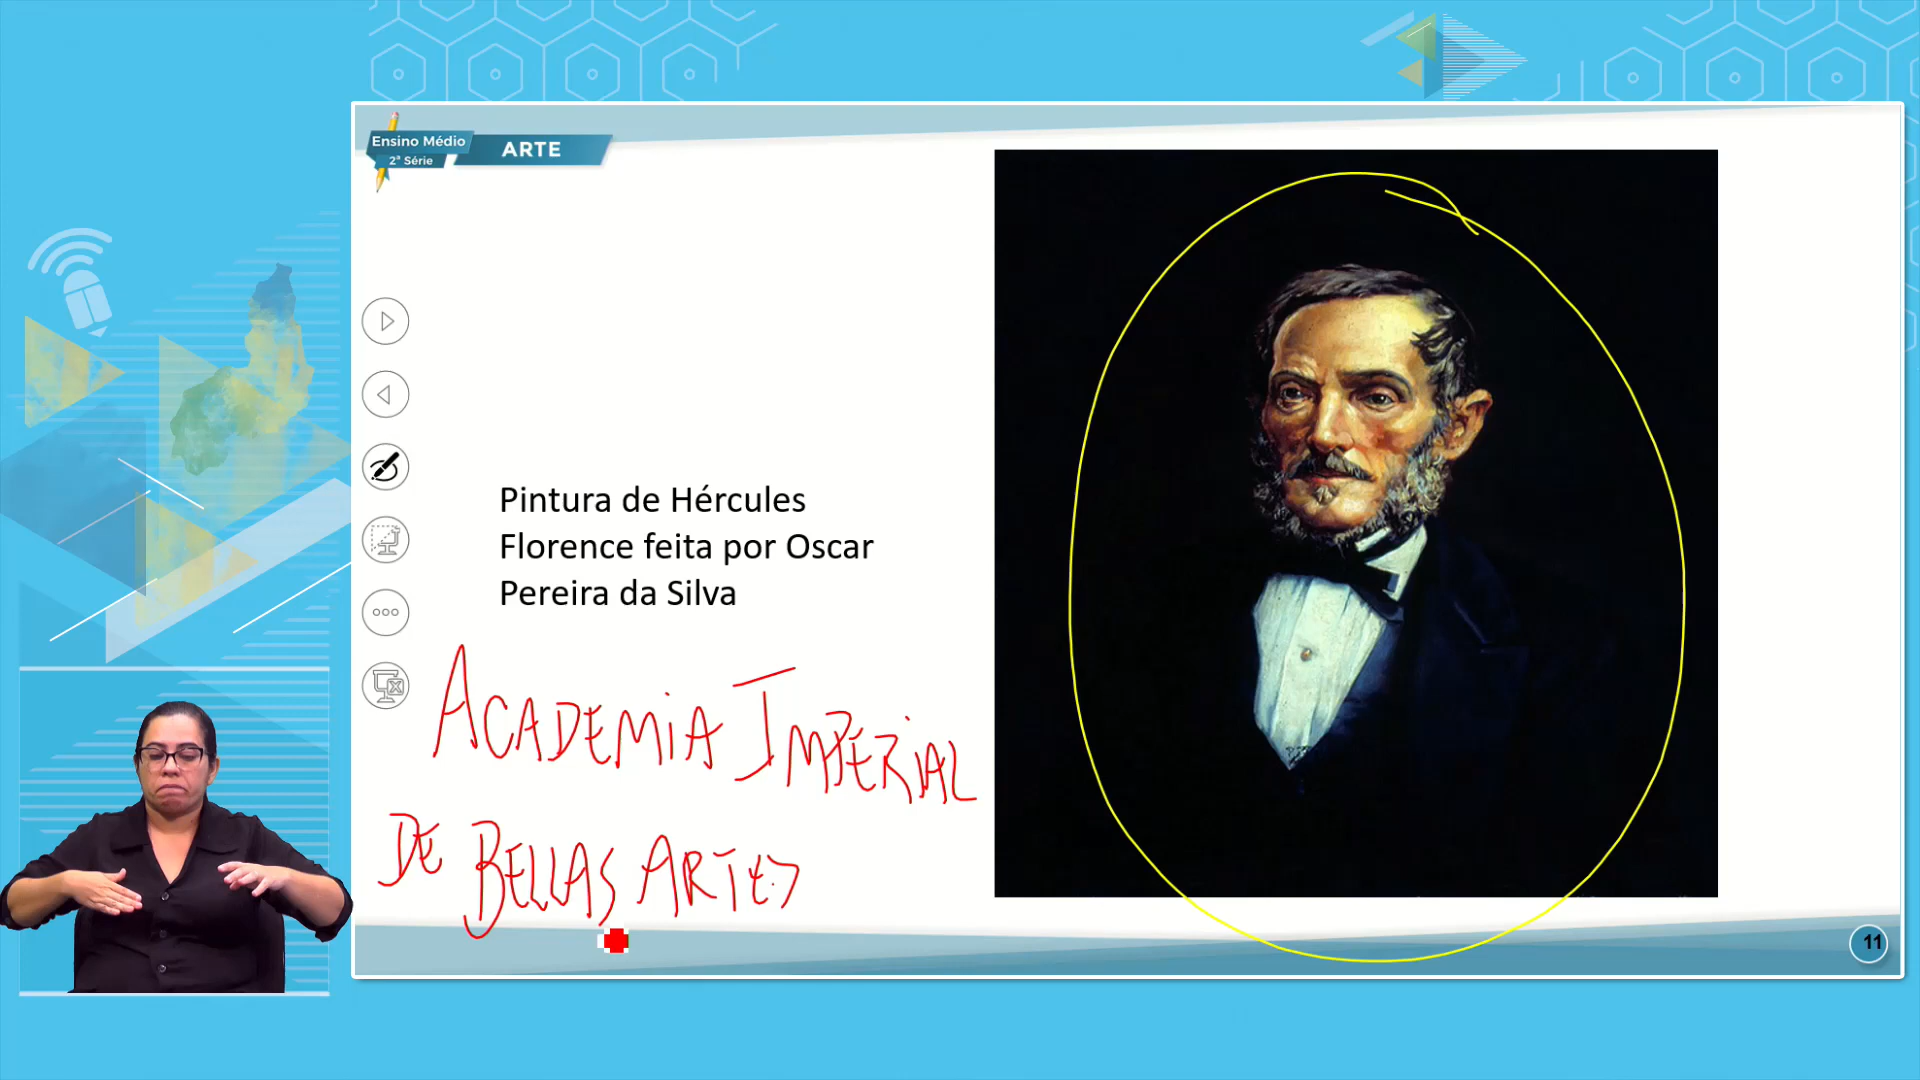 Ensino Médio
2ª Série
ARTE
Pintura de Hércules
Florence feita por Oscar
Pereira da Silva
ACADEMIA IMPERIAL
DE BELLAS ARTES
11